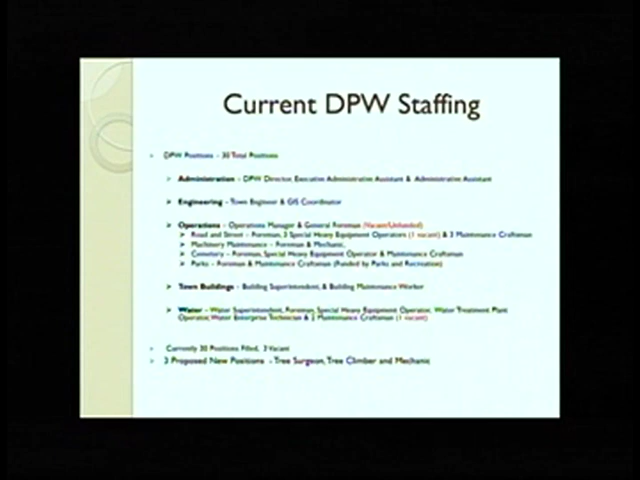 Current DPW Staffing
DPW Positions - 30 Total Positions
Administration - DPW Director, Executive Administrative Assistant & Administrative Assistant
Engineering - Town Engineer & GIS Coordinator
Operations - Operations Manager & General Foreman (Vacant/Unfunded)
Road and Street - Foreman, 3 Special Heavy Equipment Operators (1 vacant) & 3 Maintenance Craftsman
Machinery Maintenance - Foreman & Mechanic,
Cemetery - Foreman, Special Heavy Equipment Operator & Maintenance Craftsman
Parks - Foreman & Maintenance Craftsman (Funded by Parks and Recreation)
Town Buildings - Building Superintendent, & Building Maintenance Worker
Water - Water Superintendent, Foreman, Special Heavy Equipment Operator, Water Treatment Plant
Operator, Water Enterprise Technician & 2 Maintenance Craftsman (1 vacant)
Currently 30 Positions Filled, 3 Vacant
3 Proposed New Positions - Tree Surgeon, Tree Climber and Mechanic